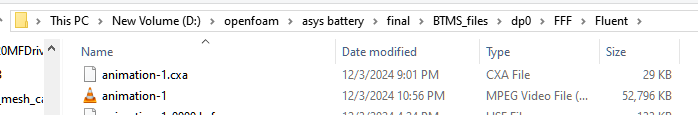 This PC > New Volume (D:) > openfoam > asys battery > final > BTMS_files > dp0 > FFF > Fluent >
Name Date modified Type Size
animation-1.cxa 12/3/2024 9:01 PM CXA File 29 KB
animation-1 12/3/2024 10:56 PM MPEG Video File (... 52,796 KB
_mesh_ca